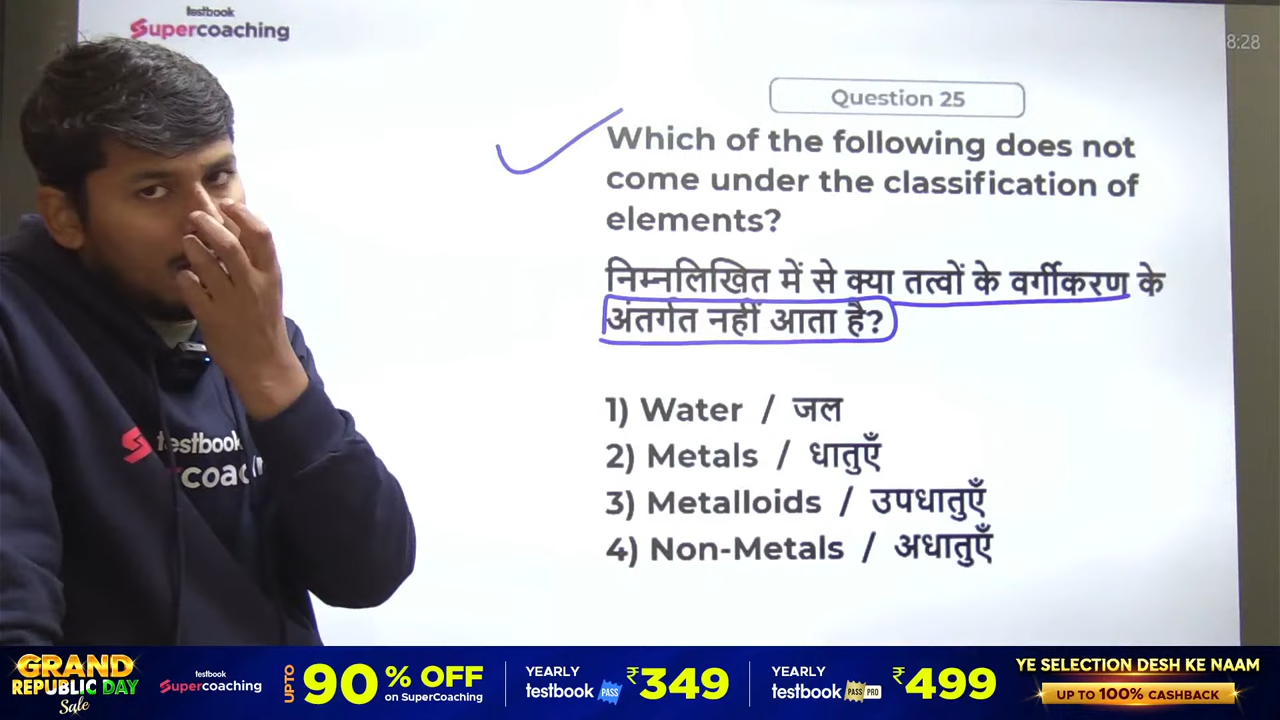 testbook
Supercoaching
8:28
Question 25
Which of the following does not
come under the classification of
elements?
निम्नलिखित में से क्या तत्वों के वर्गीकरण के
अंतर्गत नहीं आता है?
1) Water / जल
2) Metals / धातुएँ
3) Metalloids / उपधातुएँ
4) Non-Metals / अधातुएँ
testbook
GRAND
REPUBLIC DAY
Sale
testbook
Supercoaching
UPTO 90% OFF
on SuperCoaching
YEARLY
testbook PASS
₹349
YEARLY
testbook PASS PRO
₹499
YE SELECTION DESH KE NAAM
UP TO 100% CASHBACK